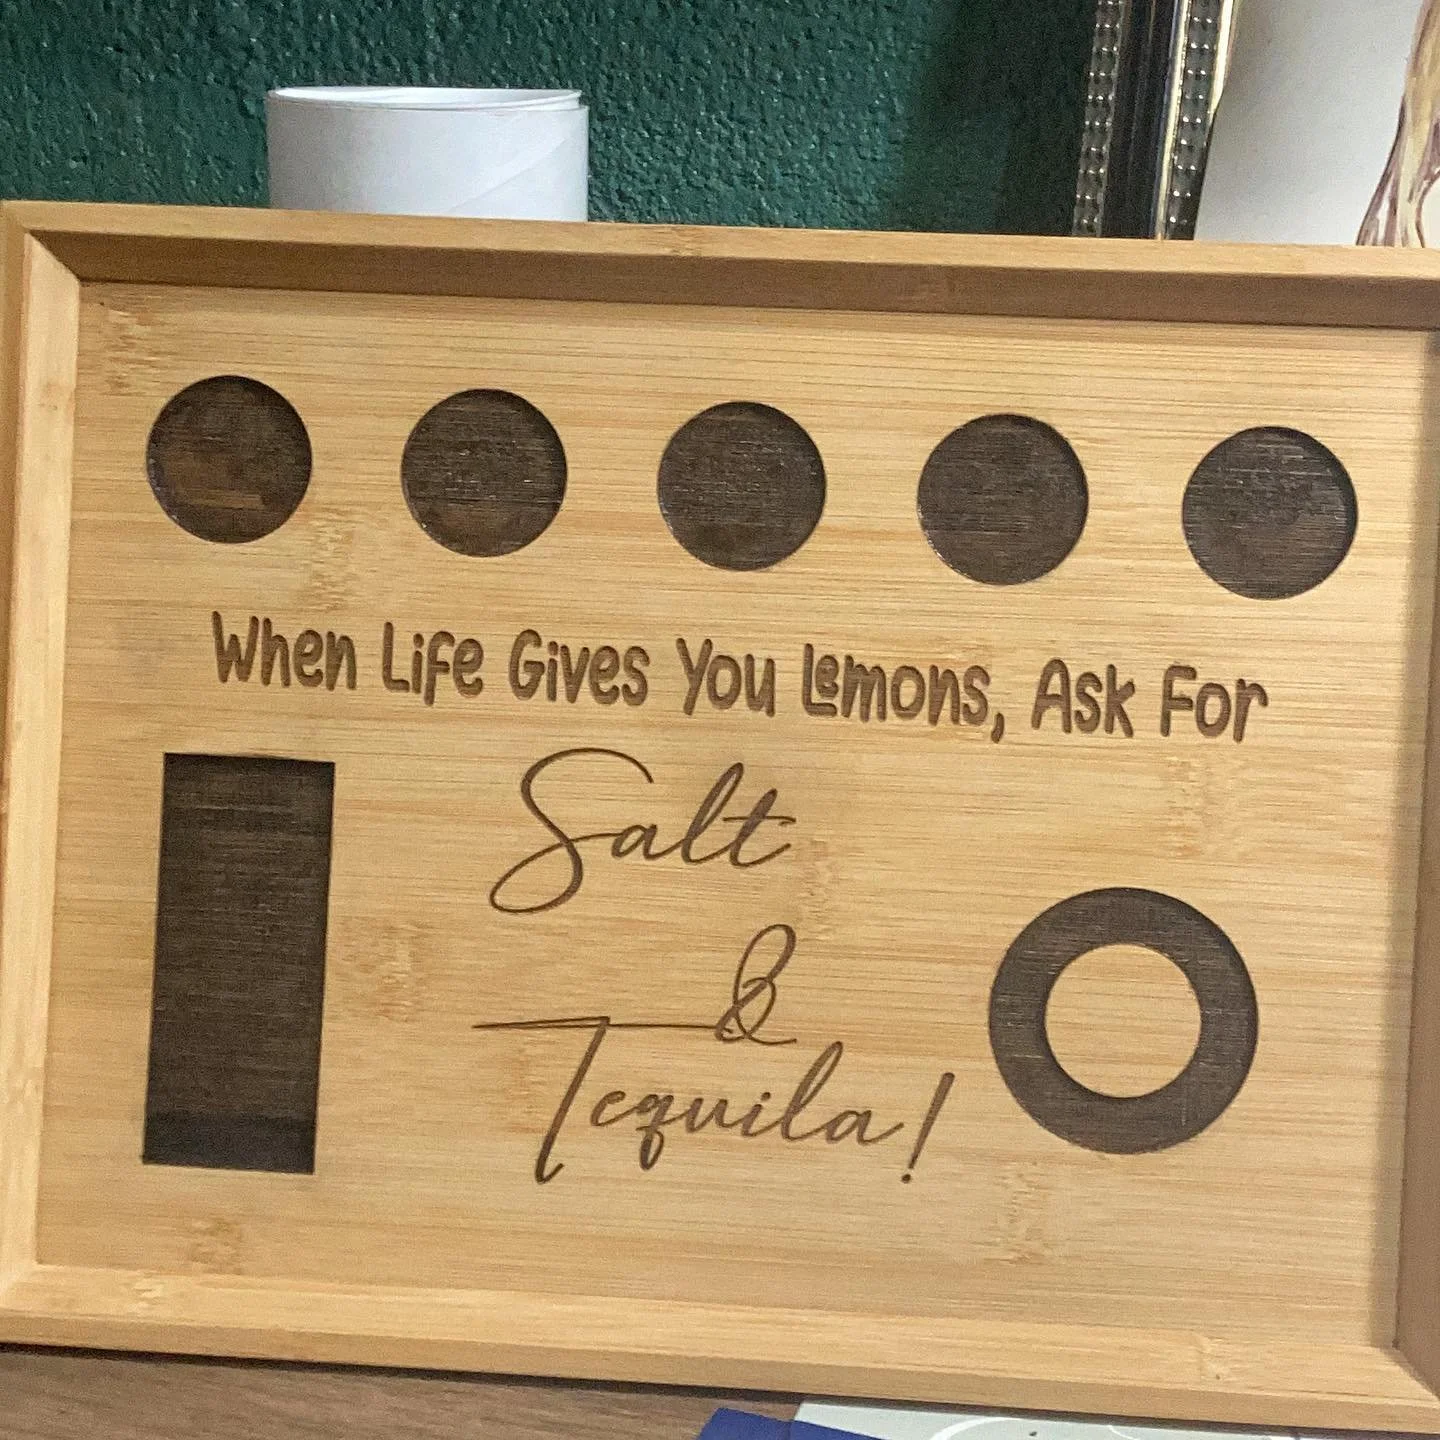 When Life Gives You Lemons, Ask For
Salt
&
Tequila!